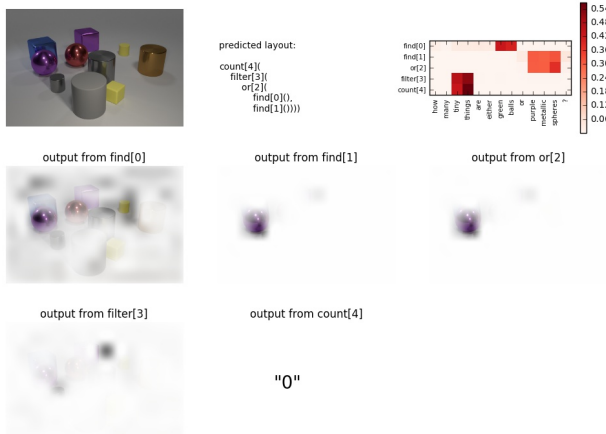 predicted layout:
count[4](
filter[3](
or[2](
find[0](),
find[1]())))
find[0]
find[1]
or[2]
filter[3]
count[4]
how
many
tiny
things
are
either
green
balls
or
purple
metallic
spheres
?
0.54
0.48
0.42
0.36
0.30
0.24
0.18
0.12
0.06
output from find[0]
output from find[1]
output from or[2]
output from filter[3]
output from count[4]
"0"